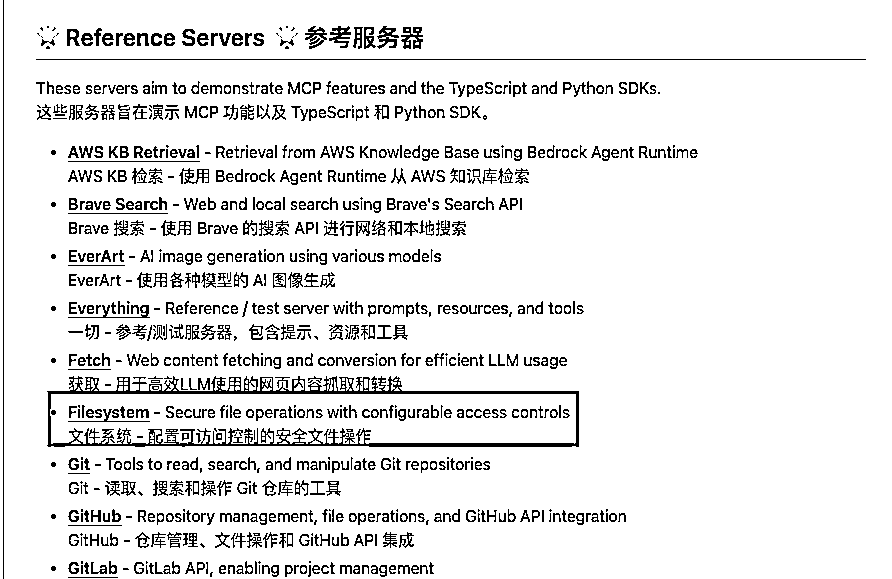 Reference Servers 参考服务器
These servers aim to demonstrate MCP features and the TypeScript and Python SDKs.
这些服务器旨在演示 MCP 功能以及 TypeScript 和 Python SDK。
• AWS KB Retrieval - Retrieval from AWS Knowledge Base using Bedrock Agent Runtime
AWS KB 检索 - 使用 Bedrock Agent Runtime 从 AWS 知识库检索
• Brave Search - Web and local search using Brave's Search API
Brave 搜索 - 使用 Brave 的搜索 API 进行网络和本地搜索
• EverArt - AI image generation using various models
EverArt - 使用各种模型的 AI 图像生成
• Everything - Reference / test server with prompts, resources, and tools
一切 - 参考/测试服务器，包含提示、资源和工具
• Fetch - Web content fetching and conversion for efficient LLM usage
获取 - 用于高效LLM使用的网页内容抓取和转换
• Filesystem - Secure file operations with configurable access controls
文件系统 - 配置可访问控制的安全文件操作
• Git - Tools to read, search, and manipulate Git repositories
Git - 读取、搜索和操作 Git 仓库的工具
• GitHub - Repository management, file operations, and GitHub API integration
GitHub - 仓库管理、文件操作和 GitHub API 集成
• GitLab - GitLab API, enabling project management